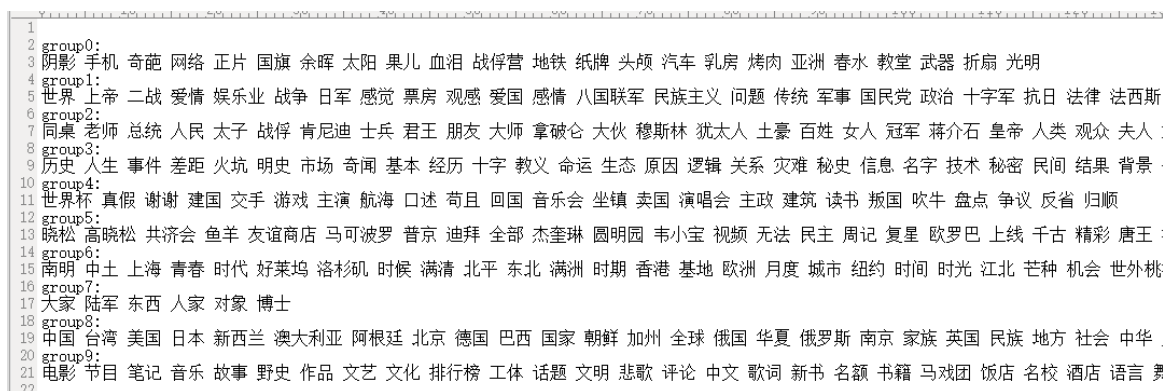 group0:
阴影 手机 奇葩 网络 正片 国旗 余晖 太阳 果儿 血泪 战俘营 地铁 纸牌 头颅 汽车 乳房 烤肉 亚洲 春水 教堂 武器 折扇 光明
group1:
世界 上帝 二战 爱情 娱乐业 战争 日军 感觉 票房 观感 爱国 感情 八国联军 民族主义 问题 传统 军事 国民党 政治 十字军 抗日 法律 法西斯
group2:
同桌 老师 总统 人民 太子 战俘 肯尼迪 士兵 君王 朋友 大师 拿破仑 大伙 穆斯林 犹太人 土豪 百姓 女人 冠军 蒋介石 皇帝 人类 观众 夫人
group3:
历史 人生 事件 差距 火坑 明史 市场 奇闻 基本 经历 十字 教义 命运 生态 原因 逻辑 关系 灾难 秘史 信息 名字 技术 秘密 民间 结果 背景
group4:
世界杯 真假 谢谢 建国 交手 游戏 主演 航海 口述 苟且 回国 音乐会 坐镇 卖国 演唱会 主政 建筑 读书 叛国 吹牛 盘点 争议 反省 归顺
group5:
晓松 高晓松 共济会 鱼羊 友谊商店 马可波罗 普京 迪拜 全部 杰奎琳 圆明园 韦小宝 视频 无法 民主 周记 复星 欧罗巴 上线 千古 精彩 唐王
group6:
南明 中土 上海 青春 时代 好莱坞 洛杉矶 时候 满清 北平 东北 满洲 时期 香港 基地 欧洲 月度 城市 纽约 时间 时光 江北 芒种 机会 世外桃
group7:
大家 陆军 东西 人家 对象 博士
group8:
中国 台湾 美国 日本 新西兰 澳大利亚 阿根廷 北京 德国 巴西 国家 朝鲜 加州 全球 俄国 华夏 俄罗斯 南京 家族 英国 民族 地方 社会 中华
group9:
电影 节目 笔记 音乐 故事 野史 作品 文艺 文化 排行榜 工体 话题 文明 悲歌 评论 中文 歌词 新书 名额 书籍 马戏团 饭店 名校 酒店 语言